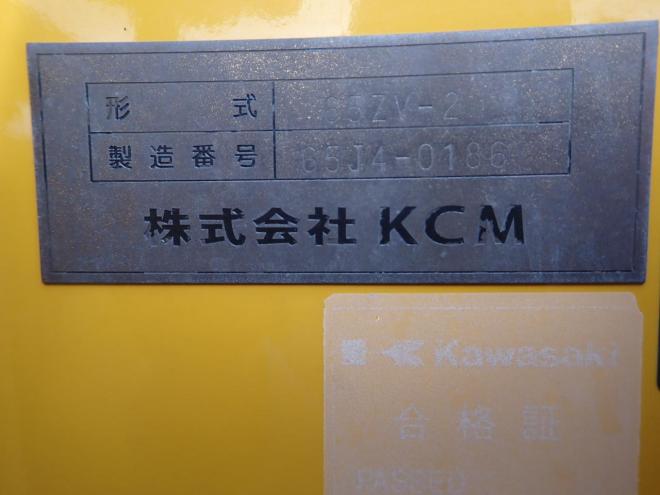 形式 65ZV-2
製造番号 65J4-0186
株式会社 KCM
Kawasaki
合格証
PASSED